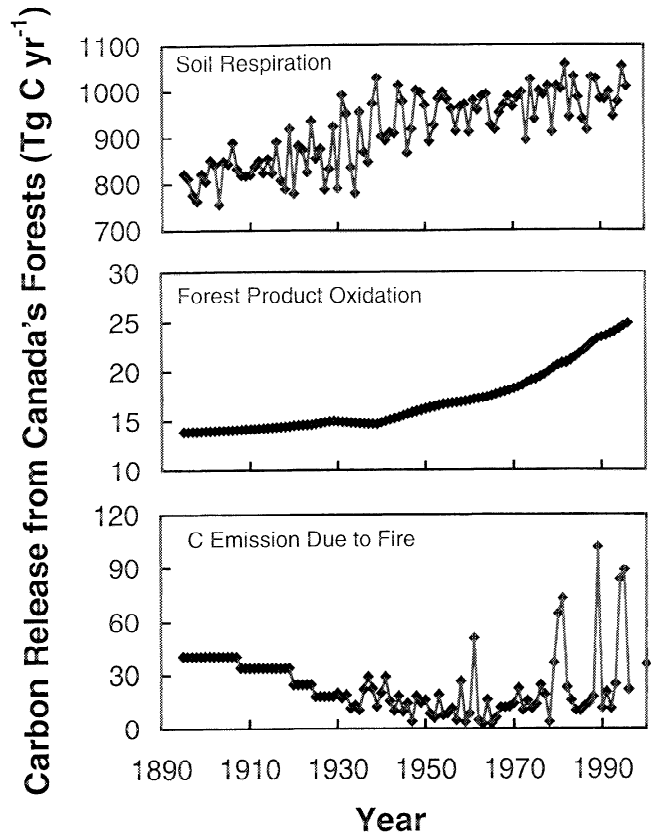 Carbon Release from Canada's Forests (Tg C yr⁻¹)
1100
Soil Respiration
1000
900
800
700
30
Forest Product Oxidation
25
20
15
10
120
C Emission Due to Fire
90
60
30
0
1890 1910 1930 1950 1970 1990
Year